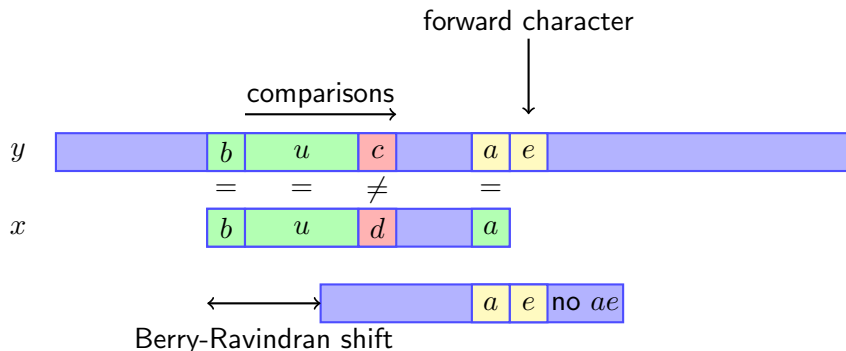 forward character
comparisons
y b u c a e
= = ≠ =
x b u d a
a e no ae
Berry-Ravindran shift